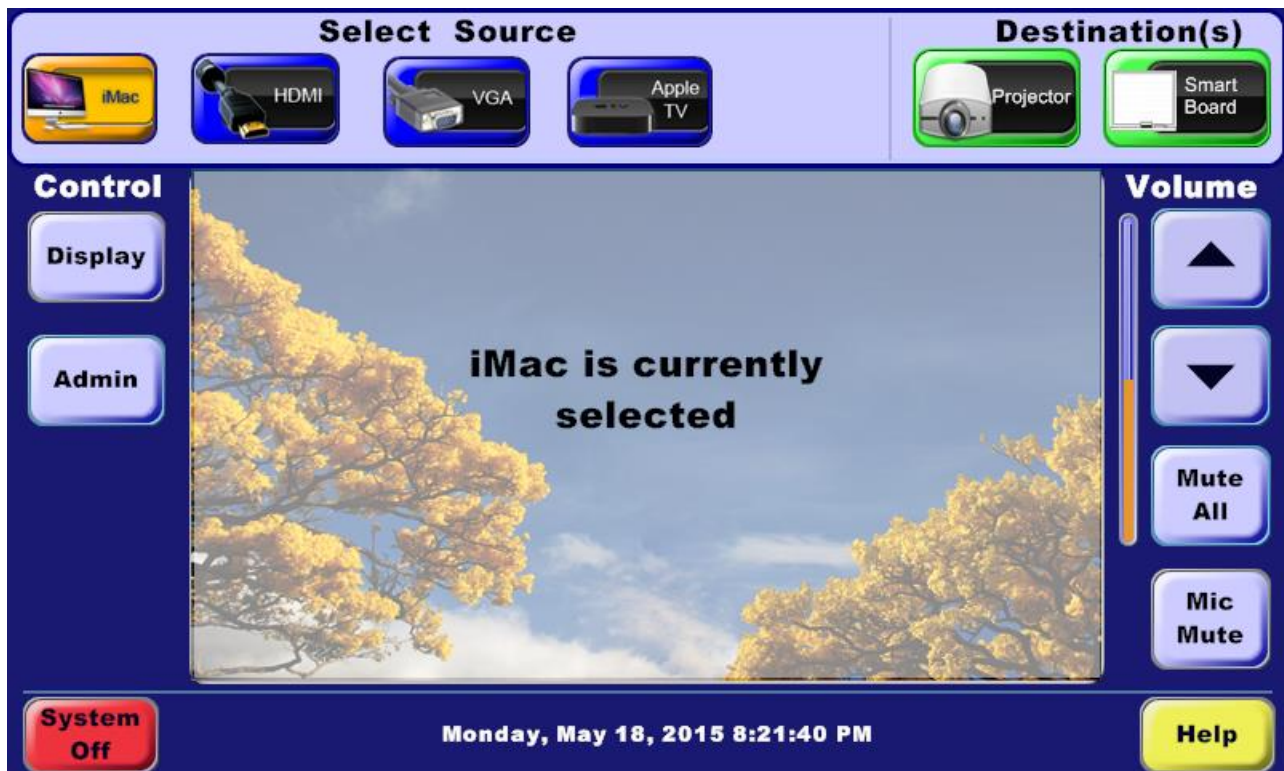 Select Source
Destination(s)
iMac
HDMI
VGA
Apple
TV
Projector
Smart
Board
Control
Volume
Display
Admin
iMac is currently
selected
Mute
All
Mic
Mute
System
Off
Monday, May 18, 2015 8:21:40 PM
Help